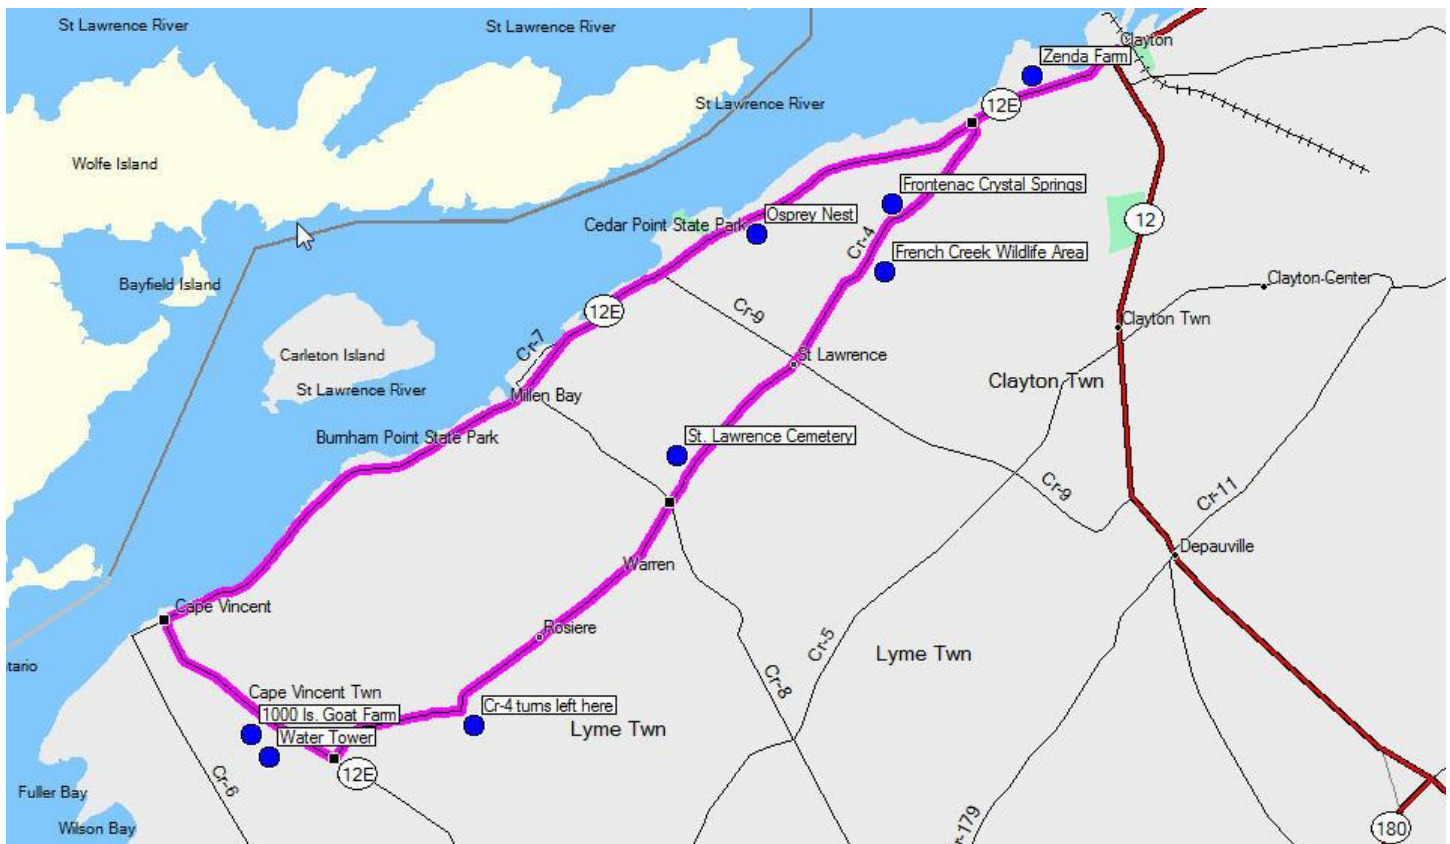 St Lawrence River
St Lawrence River
Clayton
Zenda Farm
St Lawrence River
12E
Wolfe Island
Frontenac Crystal Springs
Osprey Nest
Cedar Point State Park
12
Cr-4
French Creek Wildlife Area
Clayton-Center
Bayfield Island
12E
Cr-9
Clayton Twn
Cr-7
Carleton Island
St Lawrence
St Lawrence River
Clayton Twn
Millen Bay
Burnham Point State Park
St. Lawrence Cemetery
Cr-9
Cr-11
Depauville
Warren
Cape Vincent
Rosiere
Cr-5
Lyme Twn
tario
Cape Vincent Twn
Cr-8
Cr-4 turns left here
1000 Is. Goat Farm
Lyme Twn
Water Tower
12E
Cr-6
Fuller Bay
Wilson Bay
r-179
180